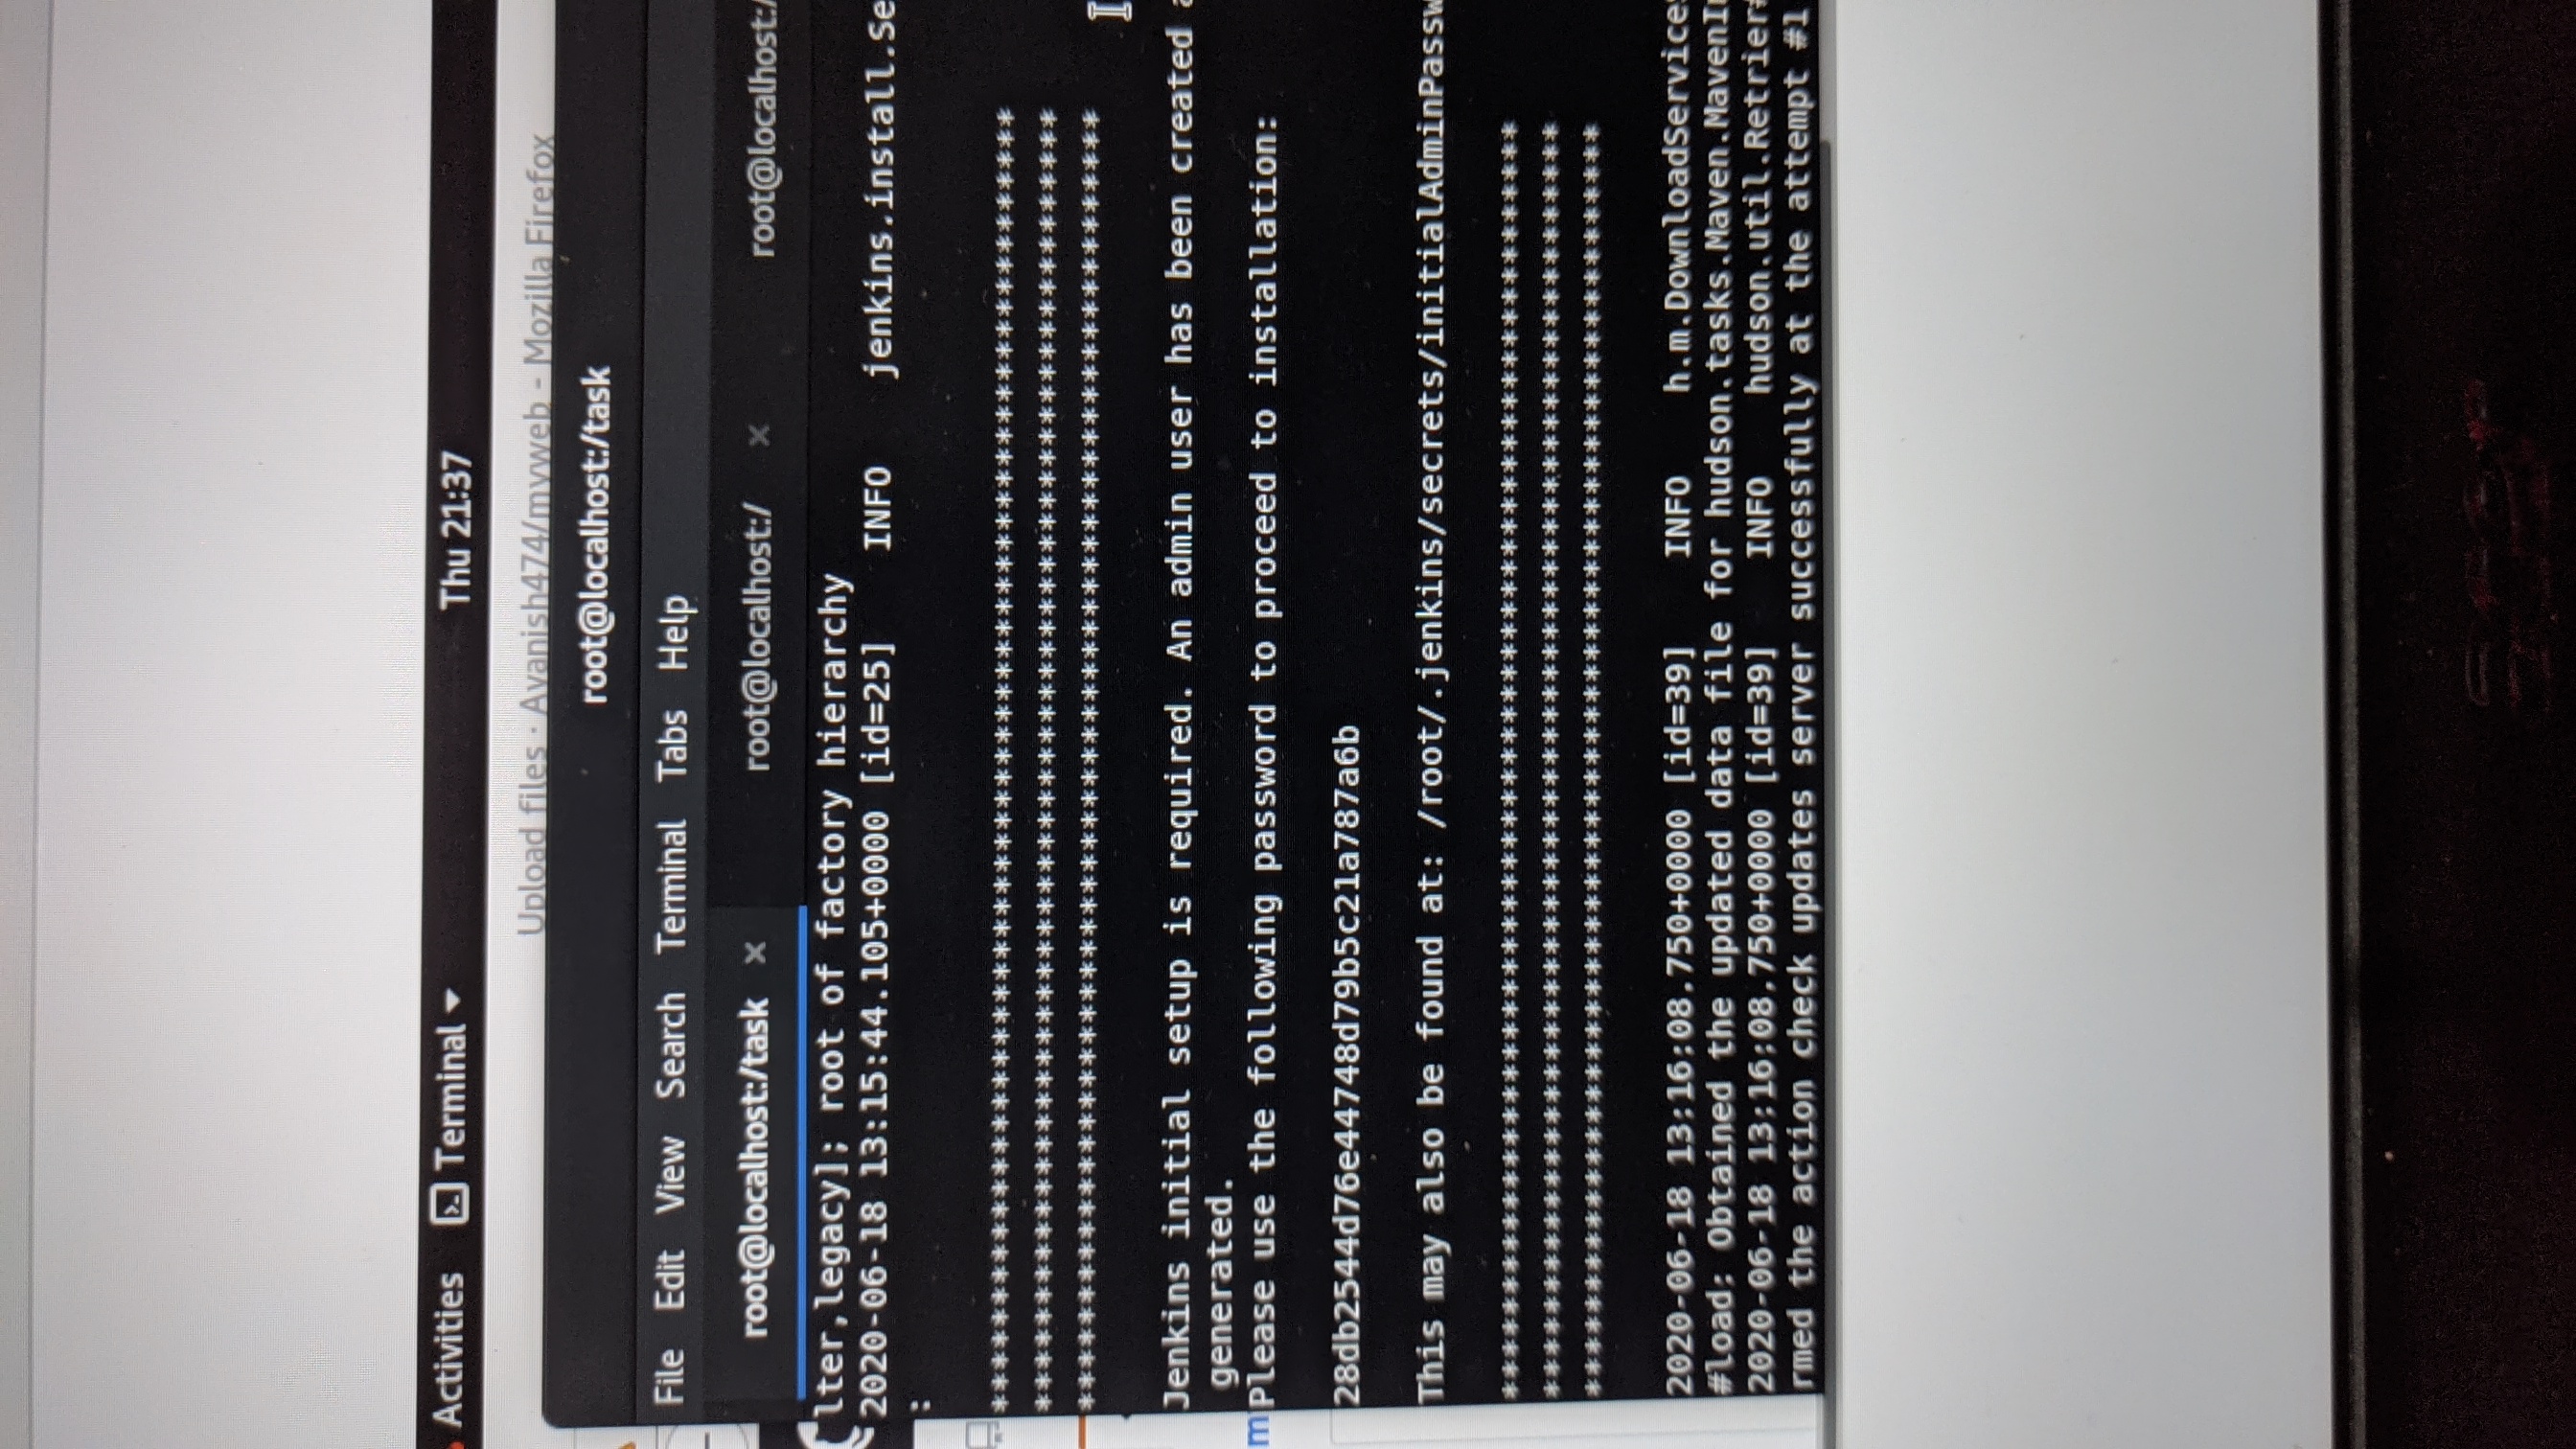 Activities Terminal Thu 21:37
Upload files · Avanish474/myweb - Mozilla Firefox
root@localhost:/task
File Edit View Search Terminal Tabs Help
root@localhost:/task × root@localhost:/ × root@localhost:/
lter,legacy]; root of factory hierarchy
2020-06-18 13:15:44.105+0000 [id=25] INFO jenkins.install.Se
:
*************************************************************
*************************************************************
*************************************************************
Jenkins initial setup is required. An admin user has been created a
generated.
m Please use the following password to proceed to installation:
28db2544d76e44748d79b5c21a787a6b
This may also be found at: /root/.jenkins/secrets/initialAdminPassw
*************************************************************
*************************************************************
*************************************************************
2020-06-18 13:16:08.750+0000 [id=39] INFO h.m.DownloadService
#load: Obtained the updated data file for hudson.tasks.Maven.MavenI
2020-06-18 13:16:08.750+0000 [id=39] INFO hudson.util.Retrier#
rmed the action check updates server successfully at the attempt #1
acer